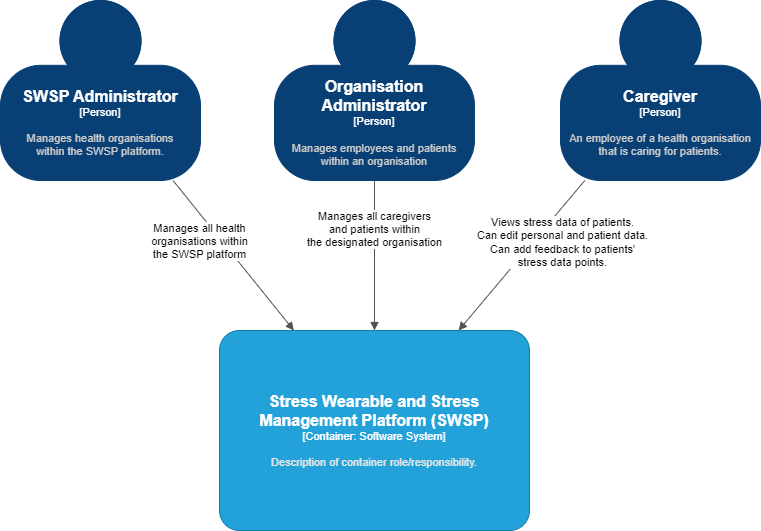 SWSP Administrator
[Person]
Manages health organisations
within the SWSP platform.
Organisation
Administrator
[Person]
Manages employees and patients
within an organisation
Caregiver
[Person]
An employee of a health organisation
that is caring for patients.
Manages all health
organisations within
the SWSP platform
Manages all caregivers
and patients within
the designated organisation
Views stress data of patients.
Can edit personal and patient data.
Can add feedback to patients'
stress data points.
Stress Wearable and Stress
Management Platform (SWSP)
[Container: Software System]
Description of container role/responsibility.